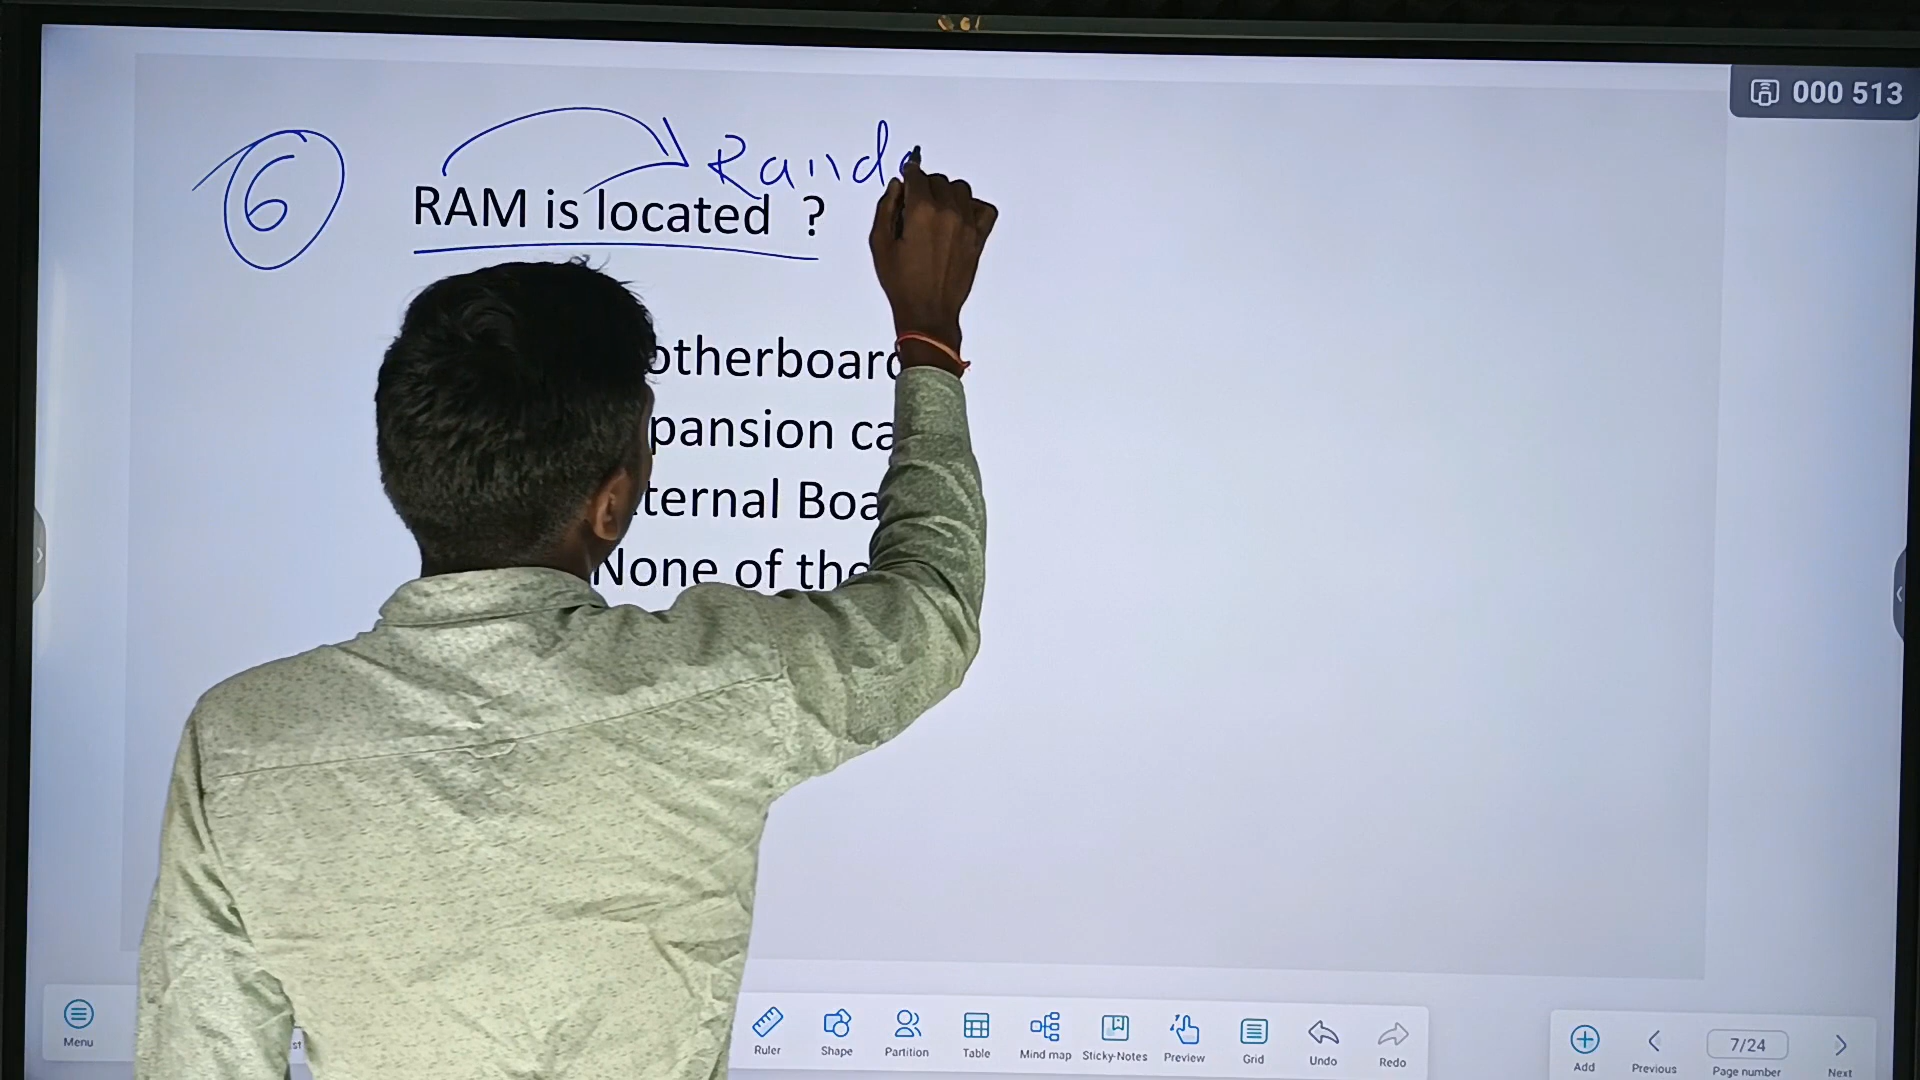 000 513
6
Rando
RAM is located ?
otherboard
pansion ca
ternal Boa
None of the
Menu
Ruler
Shape
Partition
Table
Mind map
Sticky-Notes
Preview
Grid
Undo
Redo
Add
Previous
7/24
Page number
Next